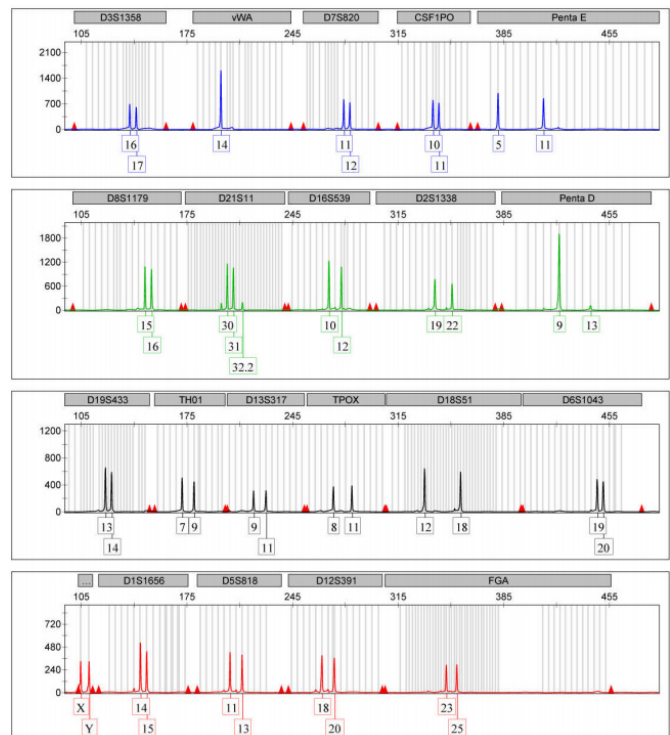 D3S1358 vWA D7S820 CSF1PO Penta E
105 175 245 315 385 455
2100
1400
700
0
16 14 11 10 5 11
17 12 11
D8S1179 D21S11 D16S539 D2S1338 Penta D
105 175 245 315 385 455
1800
1200
600
0
15 30 10 19 22 9 13
16 31 12
32.2
D19S433 TH01 D13S317 TPOX D18S51 D6S1043
105 175 245 315 385 455
1200
800
400
0
13 7 9 9 8 11 12 18 19
14 11 20
... D1S1656 D5S818 D12S391 FGA
105 175 245 315 385 455
720
480
240
0
X 14 11 18 23
Y 15 13 20 25